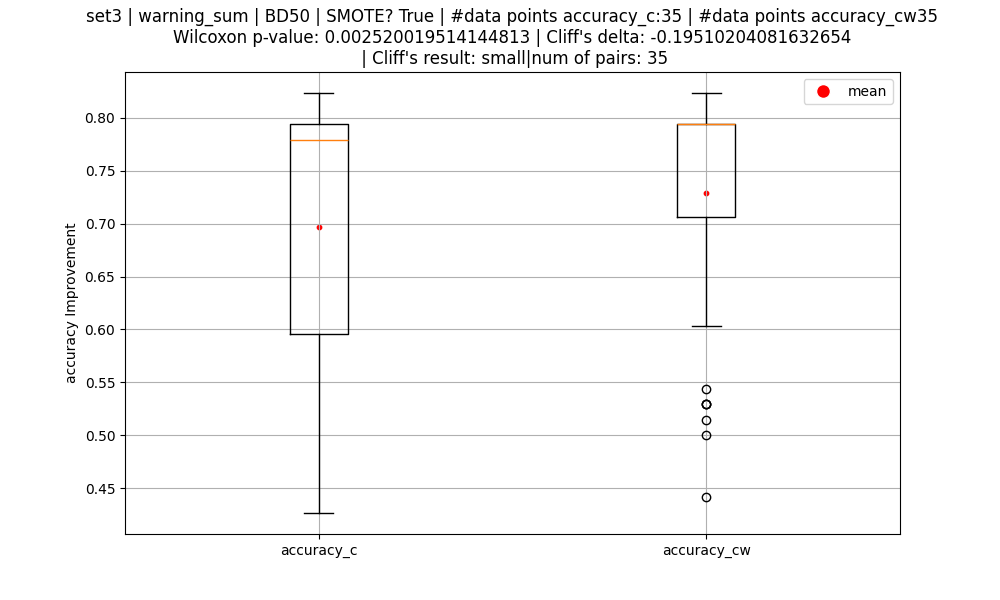 set3 | warning_sum | BD50 | SMOTE? True | #data points accuracy_c:35 | #data points accuracy_cw35
Wilcoxon p-value: 0.002520019514144813 | Cliff's delta: -0.19510204081632654
| Cliff's result: small|num of pairs: 35
mean
0.80
0.75
0.70
0.65
0.60
0.55
0.50
0.45
accuracy Improvement
accuracy_c
accuracy_cw